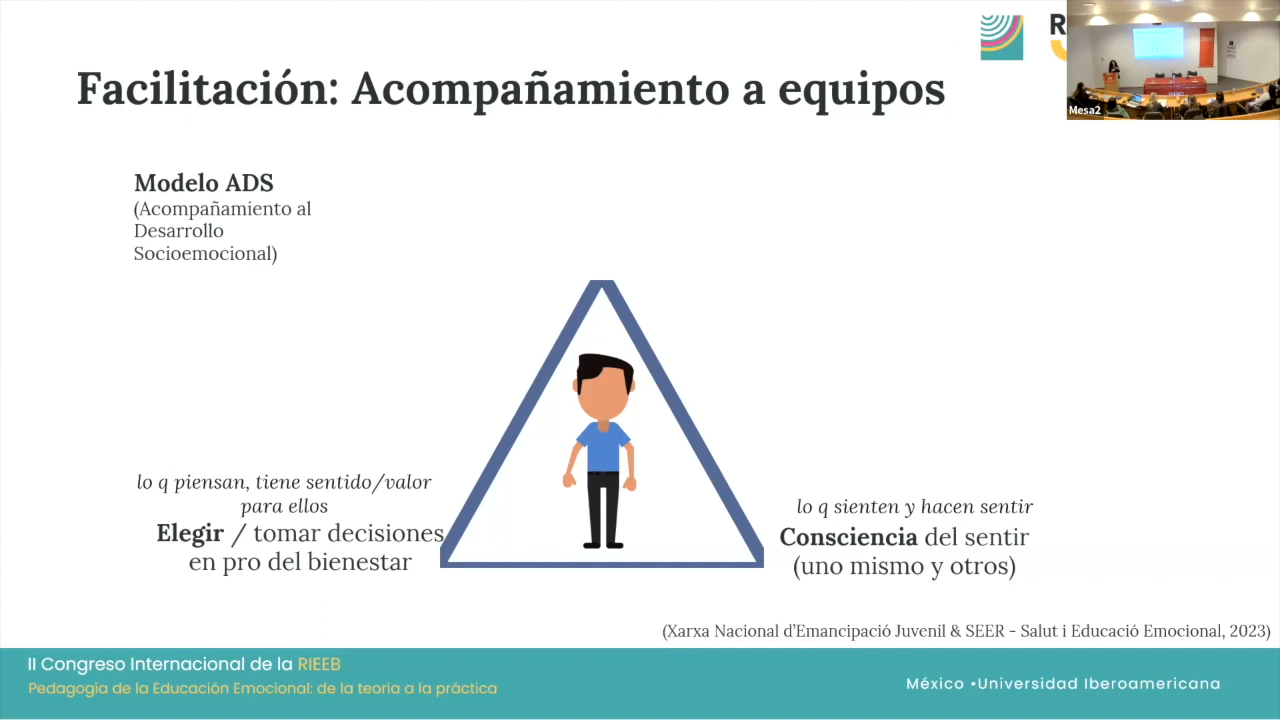 Facilitación: Acompañamiento a equipos
R
Mesa2
Modelo ADS
(Acompañamiento al
Desarrollo
Socioemocional)
lo q piensan, tiene sentido/valor
para ellos
Elegir / tomar decisiones
en pro del bienestar
lo q sienten y hacen sentir
Consciencia del sentir
(uno mismo y otros)
(Xarxa Nacional d'Emancipació Juvenil & SEER - Salut i Educació Emocional, 2023)
II Congreso Internacional de la RIEEB
Pedagogía de la Educación Emocional: de la teoría a la práctica
México •Universidad Iberoamericana